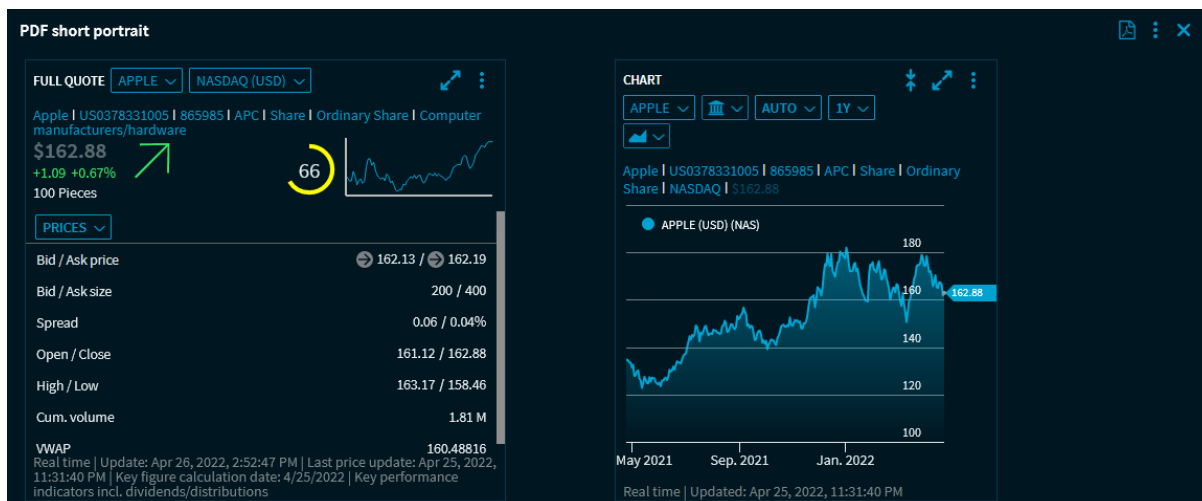 PDF short portrait
FULL QUOTE APPLE NASDAQ (USD)
Apple | US0378331005 | 865985 | APC | Share | Ordinary Share | Computer
manufacturers/hardware
$162.88
+1.09 +0.67%
100 Pieces
66
PRICES
Bid / Ask price 162.13 / 162.19
Bid / Ask size 200 / 400
Spread 0.06 / 0.04%
Open / Close 161.12 / 162.88
High / Low 163.17 / 158.46
Cum. volume 1.81 M
VWAP 160.48816
Real time | Update: Apr 26, 2022, 2:52:47 PM | Last price update: Apr 25, 2022,
11:31:40 PM | Key figure calculation date: 4/25/2022 | Key performance
indicators incl. dividends/distributions
CHART
APPLE AUTO 1Y
Apple | US0378331005 | 865985 | APC | Share | Ordinary
Share | NASDAQ | $162.88
APPLE (USD) (NAS)
180
160
162.88
140
120
100
May 2021 Sep. 2021 Jan. 2022
Real time | Updated: Apr 25, 2022, 11:31:40 PM